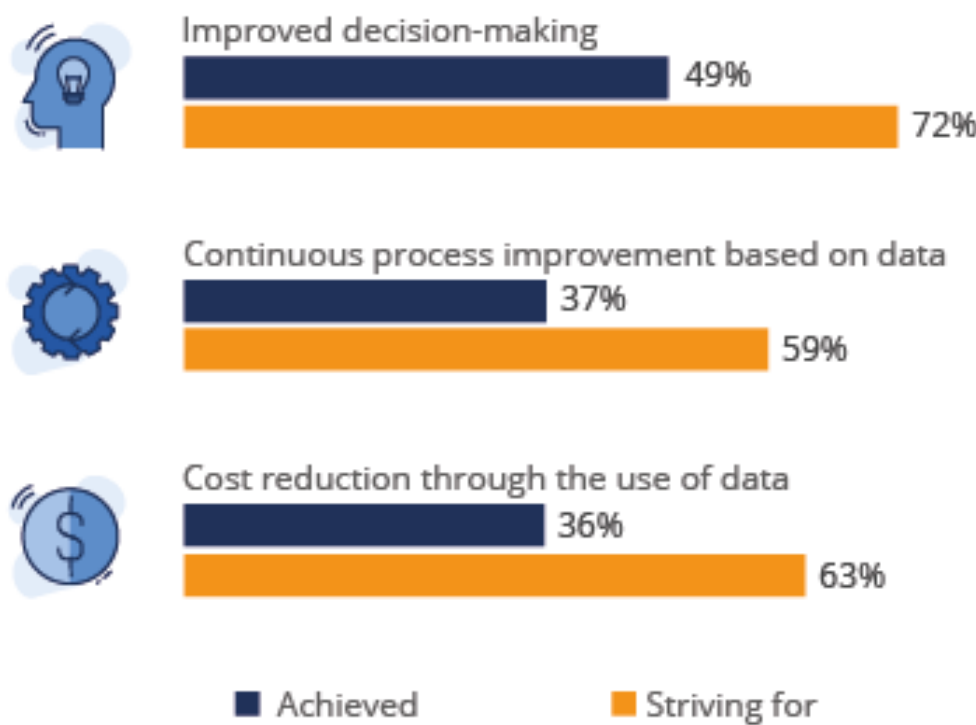 Improved decision-making
49%
72%
Continuous process improvement based on data
37%
59%
$
Cost reduction through the use of data
36%
63%
Achieved
Striving for